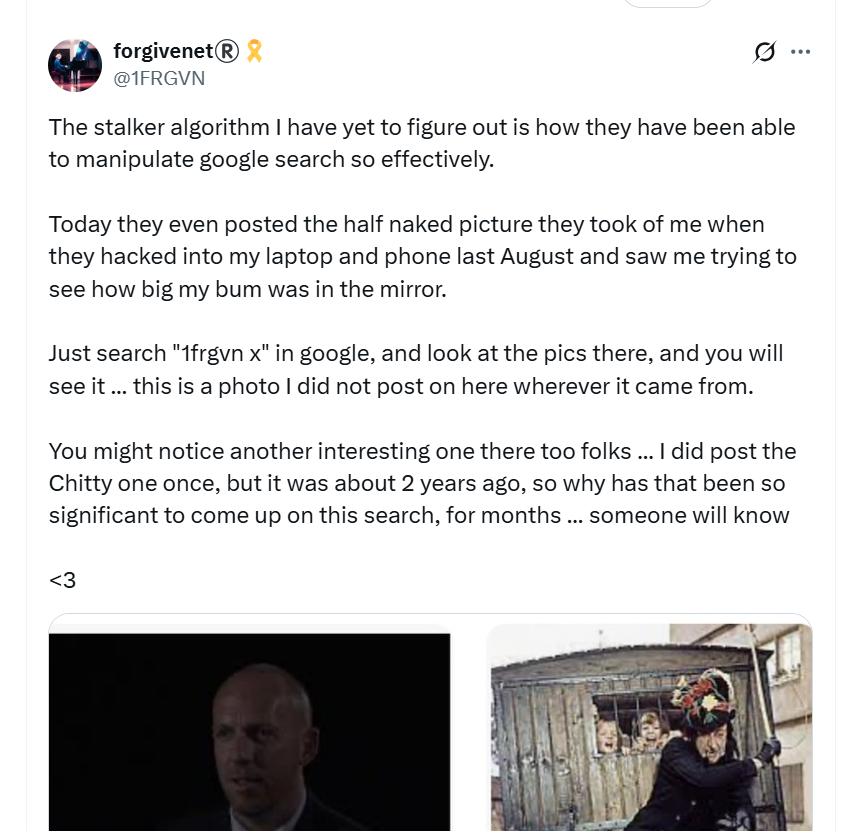 forgivenet® 🎗️
@1FRGVN
The stalker algorithm I have yet to figure out is how they have been able
to manipulate google search so effectively.
Today they even posted the half naked picture they took of me when
they hacked into my laptop and phone last August and saw me trying to
see how big my bum was in the mirror.
Just search "1frgvn x" in google, and look at the pics there, and you will
see it ... this is a photo I did not post on here wherever it came from.
You might notice another interesting one there too folks ... I did post the
Chitty one once, but it was about 2 years ago, so why has that been so
significant to come up on this search, for months ... someone will know
<3